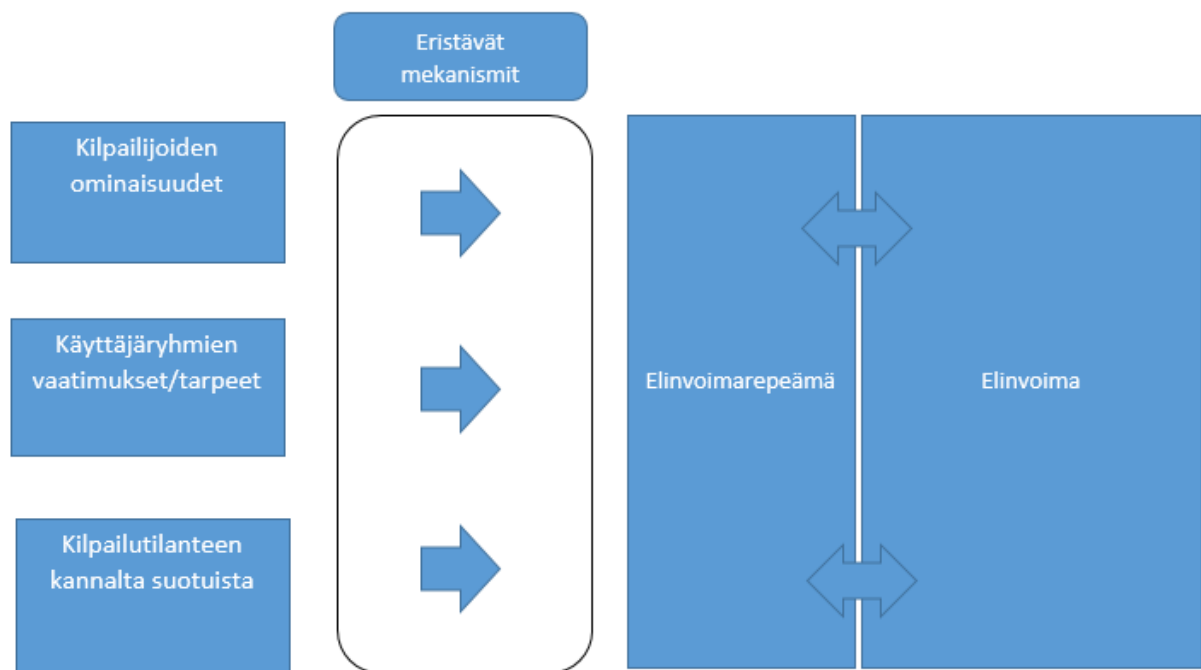 Eristävät
mekanismit
Kilpailijoiden
ominaisuudet
Käyttäjäryhmien
vaatimukset/tarpeet
Kilpailutilanteen
kannalta suotuista
Elinvoimarepeämä
Elinvoima